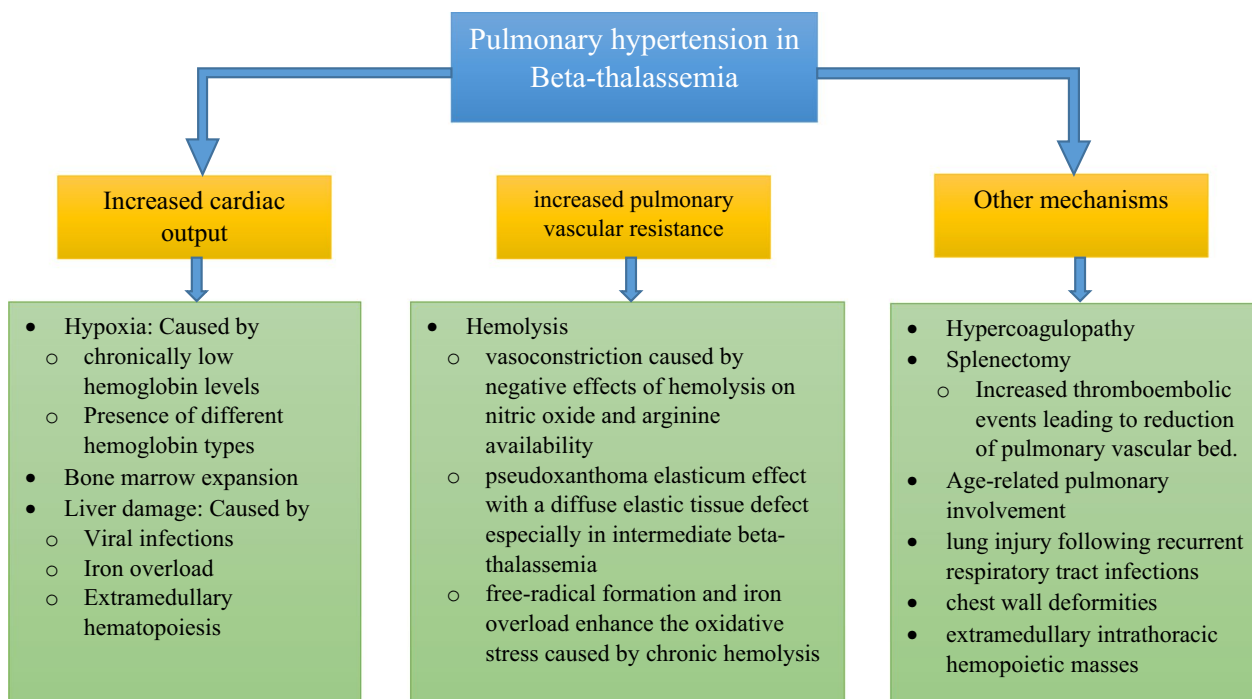 Pulmonary hypertension in
Beta-thalassemia
Increased cardiac
output
increased pulmonary
vascular resistance
Other mechanisms
• Hypoxia: Caused by
o chronically low
hemoglobin levels
o Presence of different
hemoglobin types
• Bone marrow expansion
• Liver damage: Caused by
o Viral infections
o Iron overload
o Extramedullary
hematopoiesis
• Hemolysis
o vasoconstriction caused by
negative effects of hemolysis on
nitric oxide and arginine
availability
o pseudoxanthoma elasticum effect
with a diffuse elastic tissue defect
especially in intermediate beta-
thalassemia
o free-radical formation and iron
overload enhance the oxidative
stress caused by chronic hemolysis
• Hypercoagulopathy
• Splenectomy
o Increased thromboembolic
events leading to reduction
of pulmonary vascular bed.
• Age-related pulmonary
involvement
• lung injury following recurrent
respiratory tract infections
• chest wall deformities
• extramedullary intrathoracic
hemopoietic masses